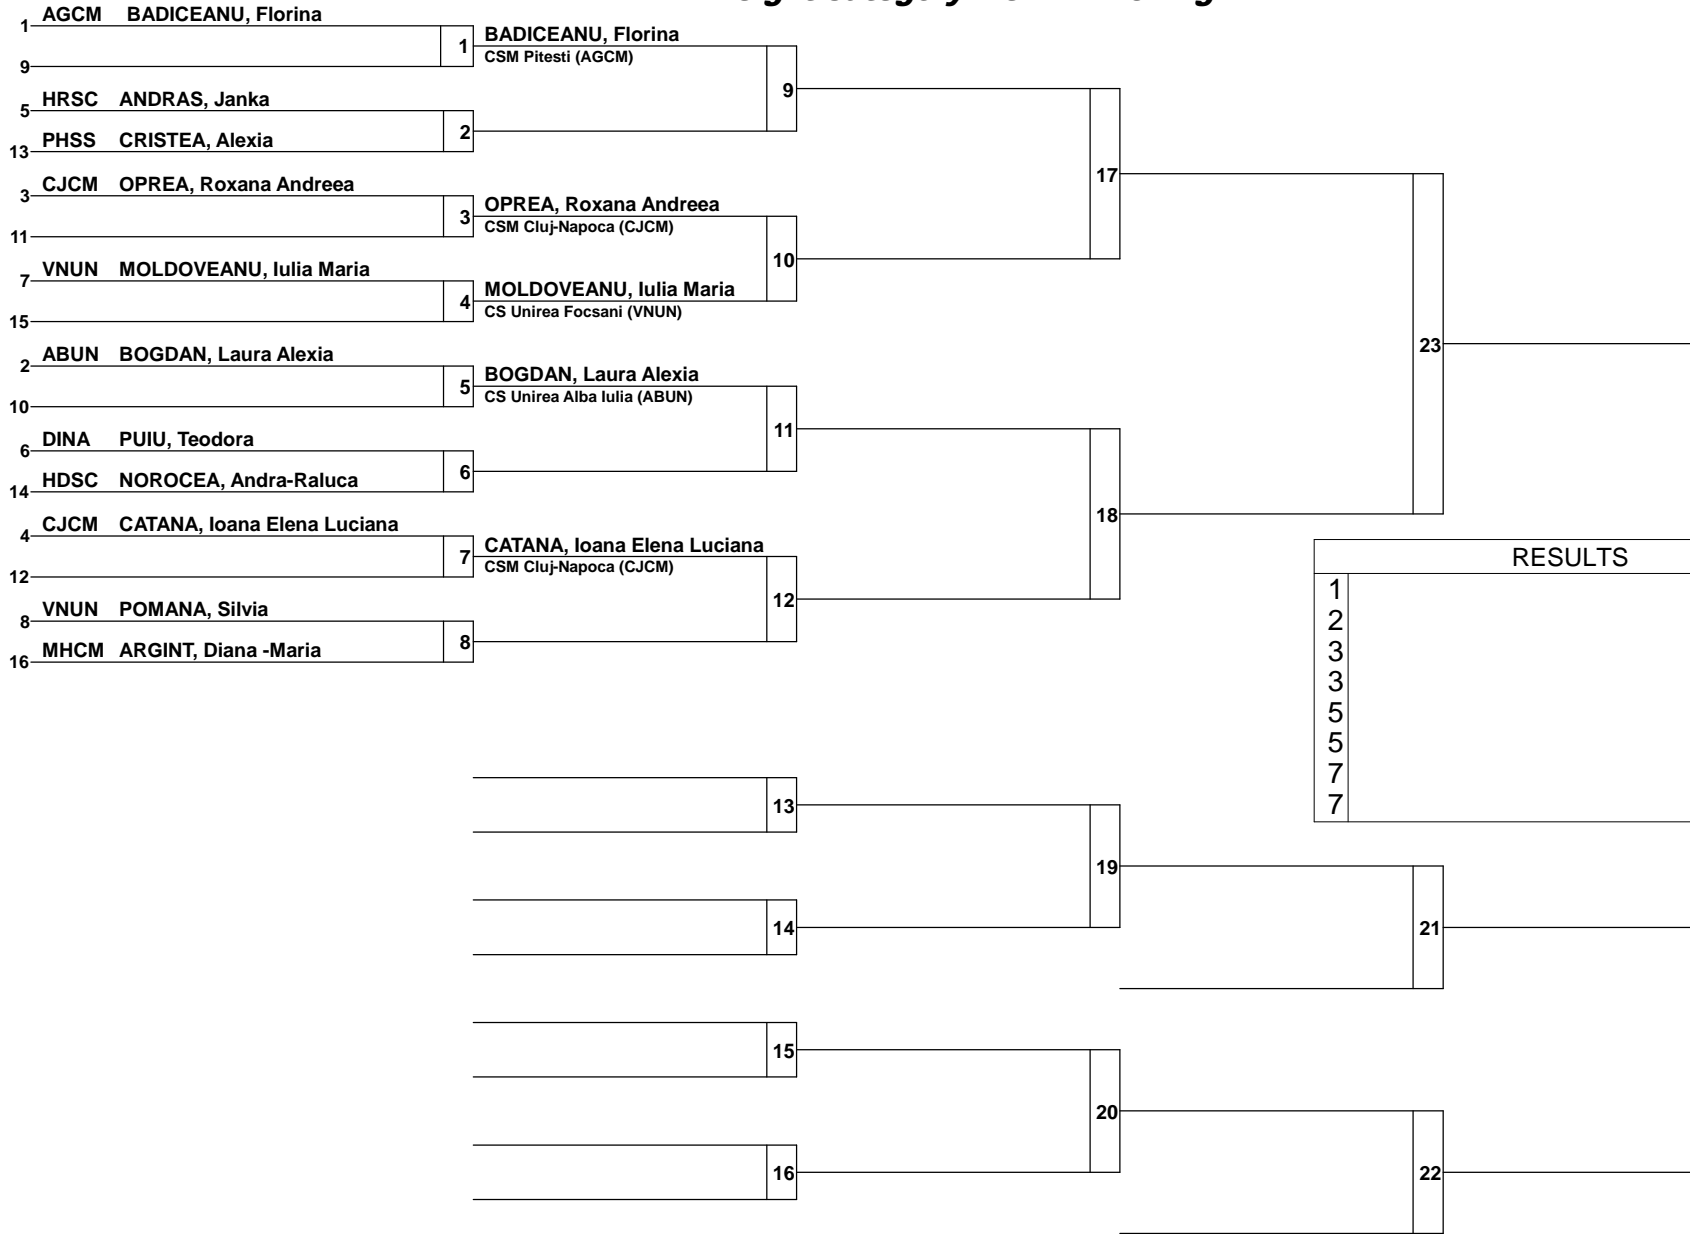 1 AGCM BADICEANU, Florina
9
1 BADICEANU, Florina
CSM Pitesti (AGCM)
5 HRSC ANDRAS, Janka
13 PHSS CRISTEA, Alexia
2
9
3 CJCM OPREA, Roxana Andreea
11
3 OPREA, Roxana Andreea
CSM Cluj-Napoca (CJCM)
7 VNUN MOLDOVEANU, Iulia Maria
15
4 MOLDOVEANU, Iulia Maria
CS Unirea Focsani (VNUN)
10
17
2 ABUN BOGDAN, Laura Alexia
10
5 BOGDAN, Laura Alexia
CS Unirea Alba Iulia (ABUN)
6 DINA PUIU, Teodora
14 HDSC NOROCEA, Andra-Raluca
6
11
4 CJCM CATANA, Ioana Elena Luciana
12
7 CATANA, Ioana Elena Luciana
CSM Cluj-Napoca (CJCM)
8 VNUN POMANA, Silvia
16 MHCM ARGINT, Diana -Maria
8
12
18
23
RESULTS
1
2
3
3
5
5
7
7
13
14
19
21
15
16
20
22